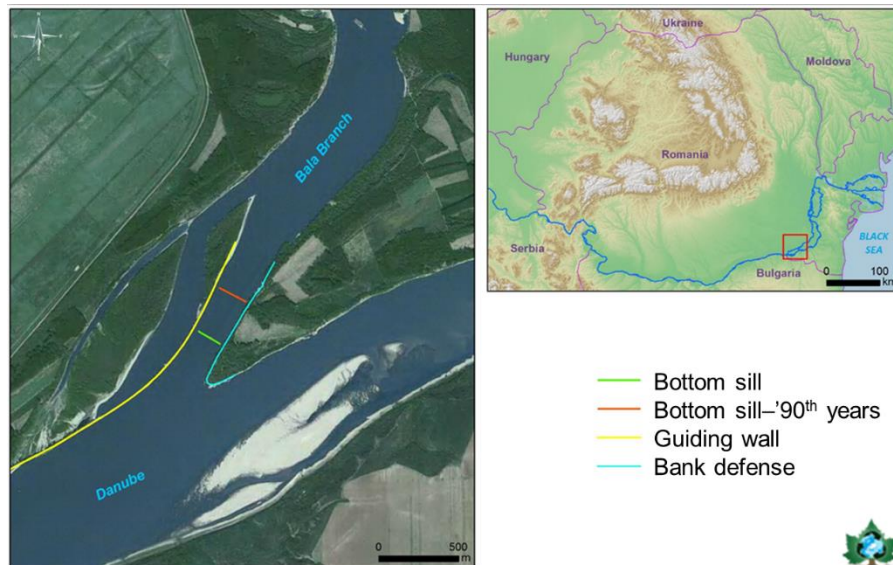 Bala Branch
Danube
0 500
m
Ukraine
Hungary
Moldova
Romania
BLACK
SEA
Serbia
Bulgaria
0 100
km
Bottom sill
Bottom sill–'90th years
Guiding wall
Bank defense